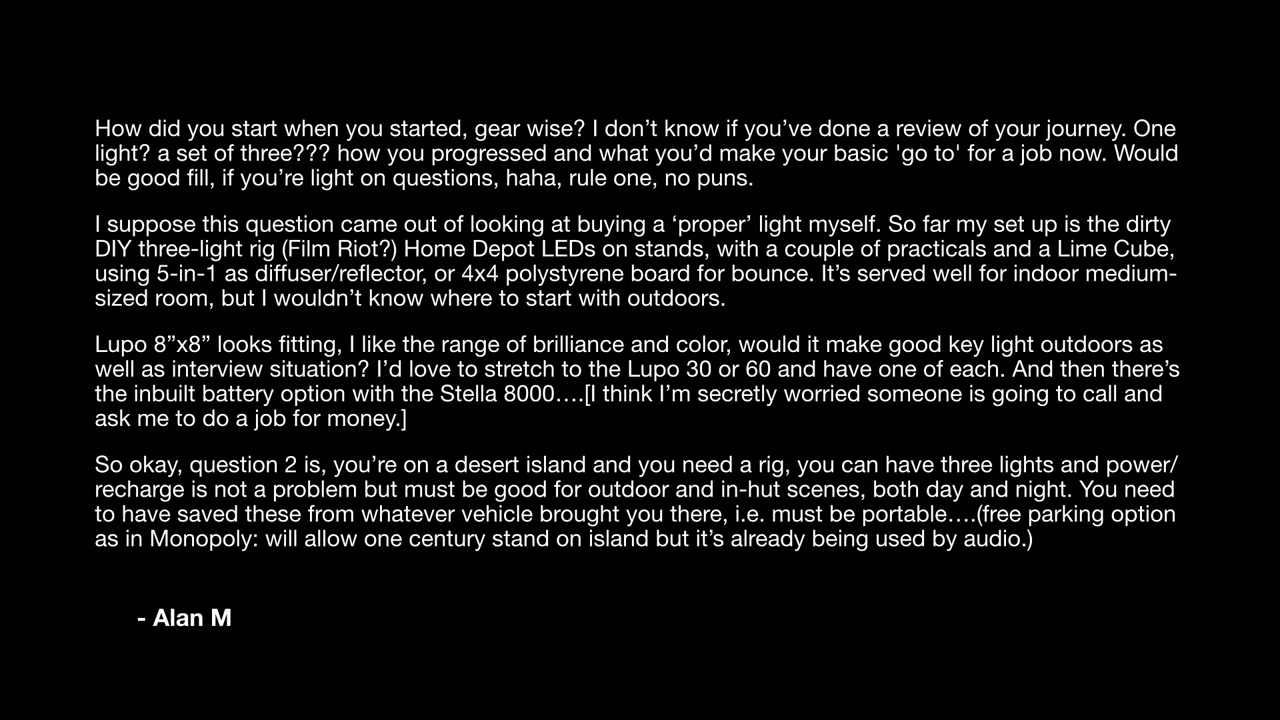 How did you start when you started, gear wise? I don’t know if you’ve done a review of your journey. One
light? a set of three??? how you progressed and what you’d make your basic 'go to' for a job now. Would
be good fill, if you’re light on questions, haha, rule one, no puns.
I suppose this question came out of looking at buying a ‘proper’ light myself. So far my set up is the dirty
DIY three-light rig (Film Riot?) Home Depot LEDs on stands, with a couple of practicals and a Lime Cube,
using 5-in-1 as diffuser/reflector, or 4x4 polystyrene board for bounce. It’s served well for indoor medium-
sized room, but I wouldn’t know where to start with outdoors.
Lupo 8”x8” looks fitting, I like the range of brilliance and color, would it make good key light outdoors as
well as interview situation? I’d love to stretch to the Lupo 30 or 60 and have one of each. And then there’s
the inbuilt battery option with the Stella 8000….[I think I’m secretly worried someone is going to call and
ask me to do a job for money.]
So okay, question 2 is, you’re on a desert island and you need a rig, you can have three lights and power/
recharge is not a problem but must be good for outdoor and in-hut scenes, both day and night. You need
to have saved these from whatever vehicle brought you there, i.e. must be portable….(free parking option
as in Monopoly: will allow one century stand on island but it’s already being used by audio.)
- Alan M